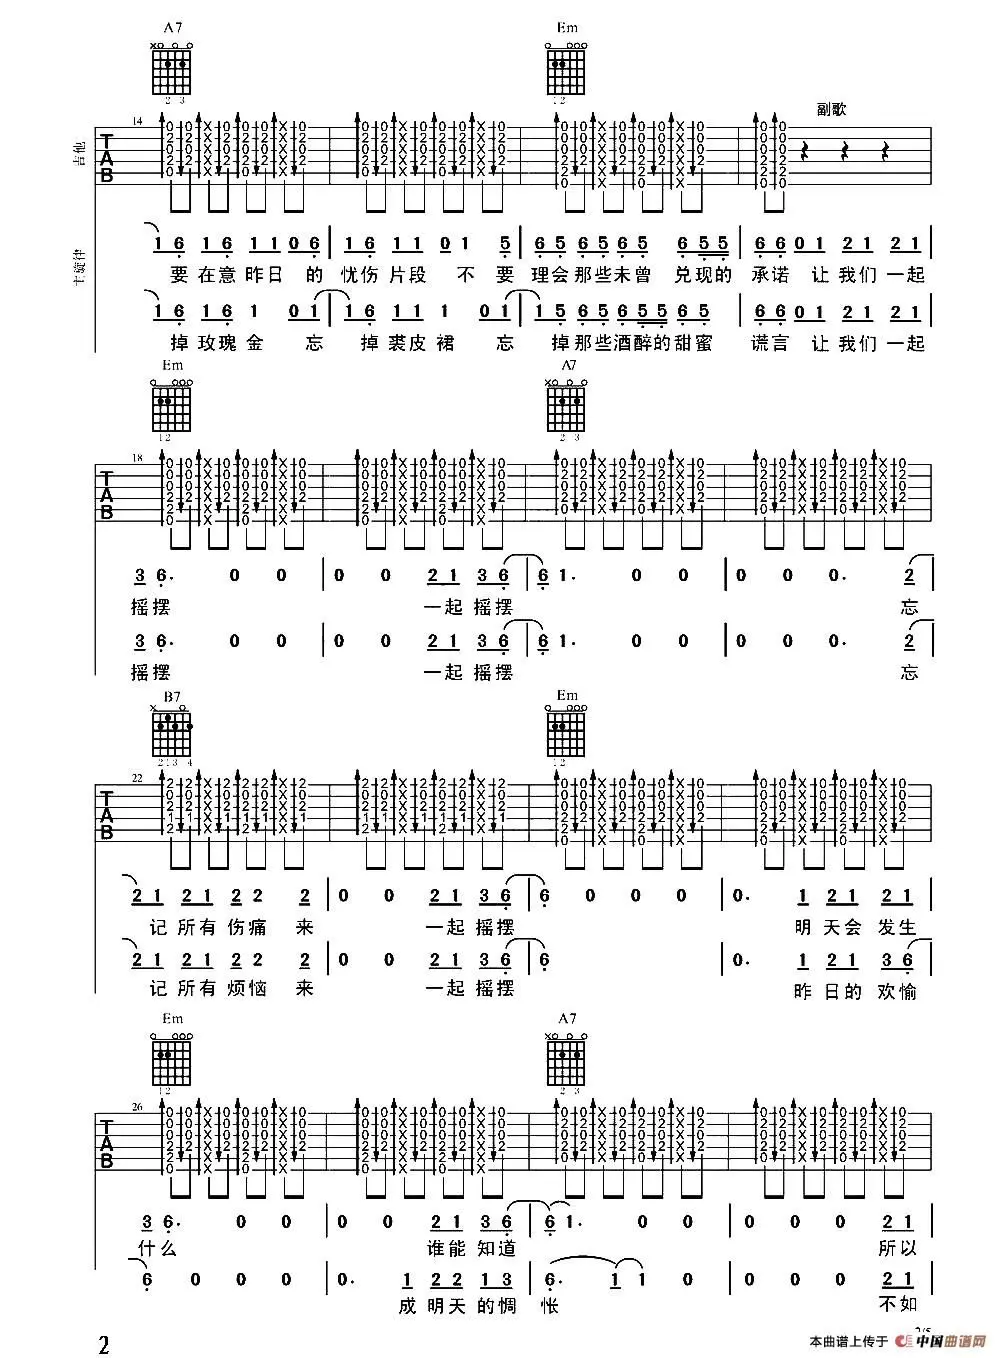 A7 Em
副歌
吉他
14
主旋律
1 6 1 6 1 1 0 6 1 6 1 1 0 1 5 6 5 6 5 6 5 6 5 5 6 6 0 1 2 1 2 1
要 在意 昨日 的 忧伤 片段 不 要 理会 那些 未曾 兑现的 承诺 让 我们 一起
1 6 1 6 1 0 1 1 6 1 1 0 1 1 5 5 6 5 5 6 5 6 6 0 1 2 1 2 1
掉 玫瑰 金 忘 掉 裘皮 裙 忘 掉 那些 酒醉的 甜蜜 谎言 让 我们 一起
Em A7
18
3 6· 0 0 0 0 2 1 3 6 6 1· 0 0 0 0 0· 2
摇摆 一起 摇摆 忘
3 6· 0 0 0 0 2 1 3 6 6 1· 0 0 0 0 0· 2
摇摆 一起 摇摆 忘
B7 Em
22
2 1 2 1 2 2 2 0 0 2 1 3 6 6 0 0 0 0· 1 2 1 2 1
记 所有 伤痛 来 一起 摇摆 明 天会 发生
2 1 2 1 2 2 2 0 0 2 1 3 6 6 0· 1 2 1 3 6
记 所有 烦恼 来 一起 摇摆 昨 日的 欢愉
Em A7
26
3 6· 0 0 0 0 2 1 3 6 6 1· 0 0 0 0 0 2 1
什么 谁能 知道 所以
6 0 0 0 0· 1 2 2 1 3 6· 1 1 0 0 0 0 2 1
成 明天 的惆 怅 不如
2
2/5
本曲谱上传于 中国曲谱网